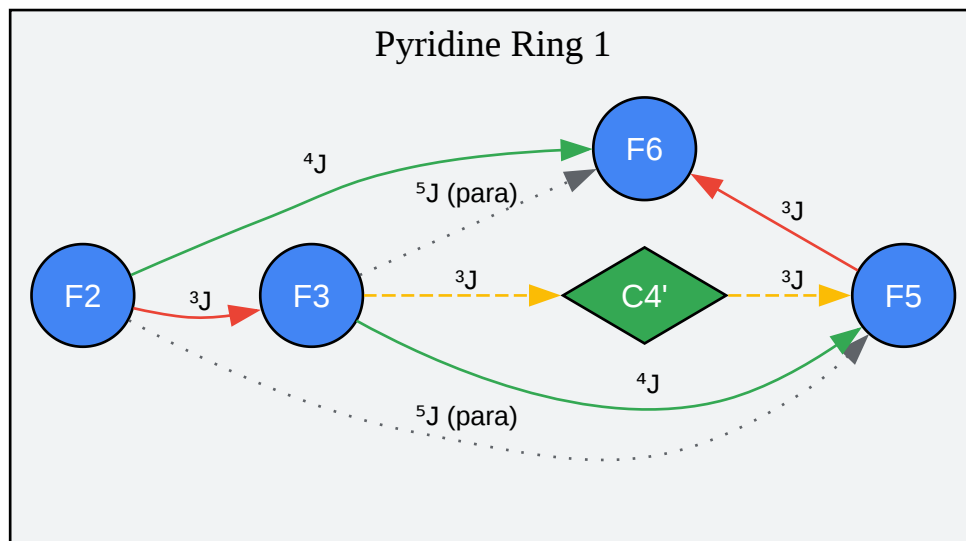 Pyridine Ring 1
⁴J
F6
⁵J (para)
³J
³J
³J
F2
³J
F3
C4'
F5
⁴J
⁵J (para)